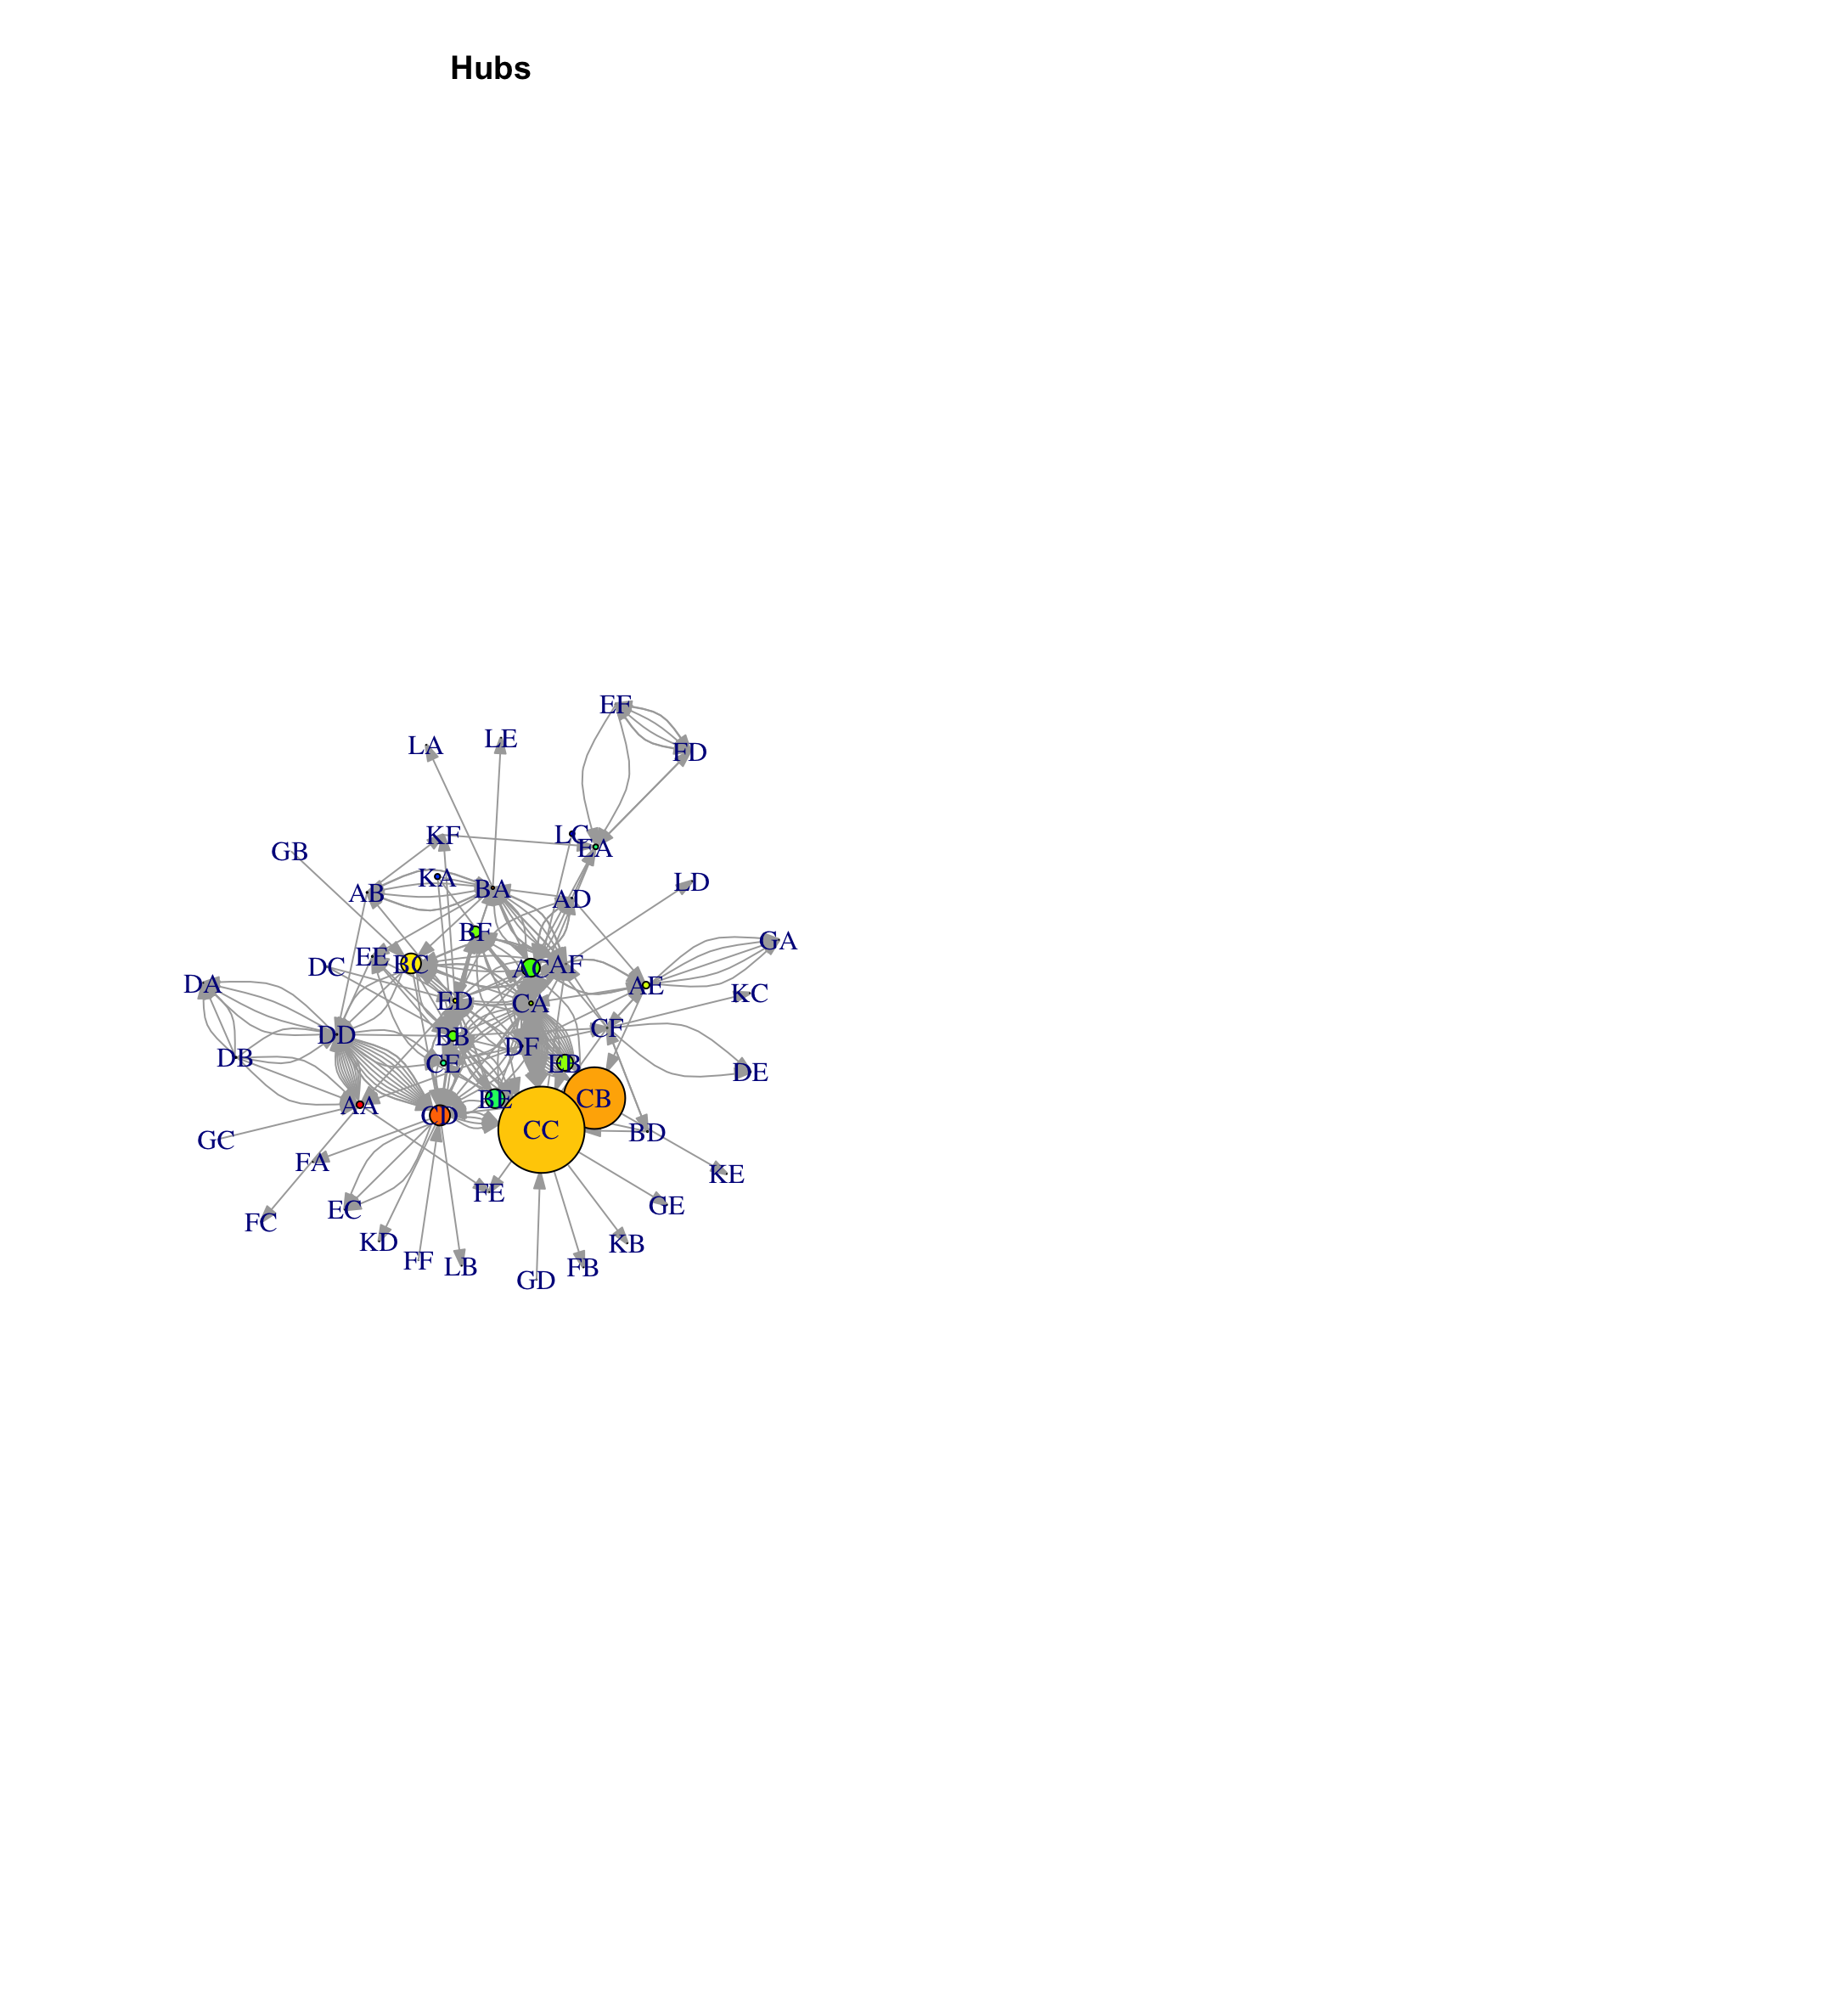 Hubs
EF
LE
LA
FD
KF
LC
EA
GB
KA
LD
BA
AB
AD
BF
GA
EE
BC
AF
DC
AC
DA
AE
KC
ED
CA
CF
DD
BB
DF
DB
CE
EB
DE
BE
CB
AA
CD
CC
BD
GC
FA
KE
FE
GE
EC
FC
KD
KB
FF
LB
FB
GD